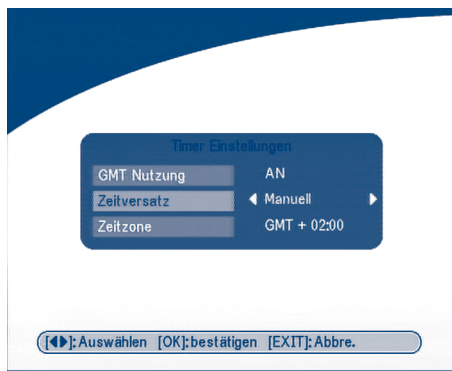 Timer Einstellungen
GMT Nutzung AN
Zeitversatz Manuell
Zeitzone GMT + 02:00
[◀▶]: Auswählen [OK]: bestätigen [EXIT]: Abbre.